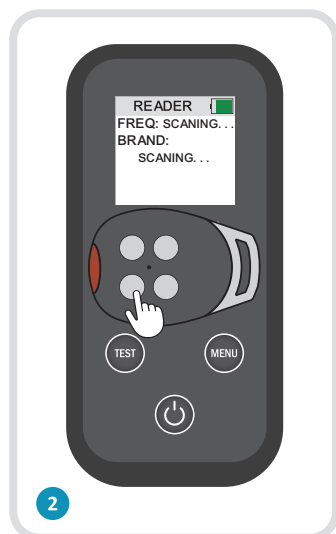 READER
FREQ: SCANING. . .
BRAND:
SCANING. . .
TEST
MENU
2